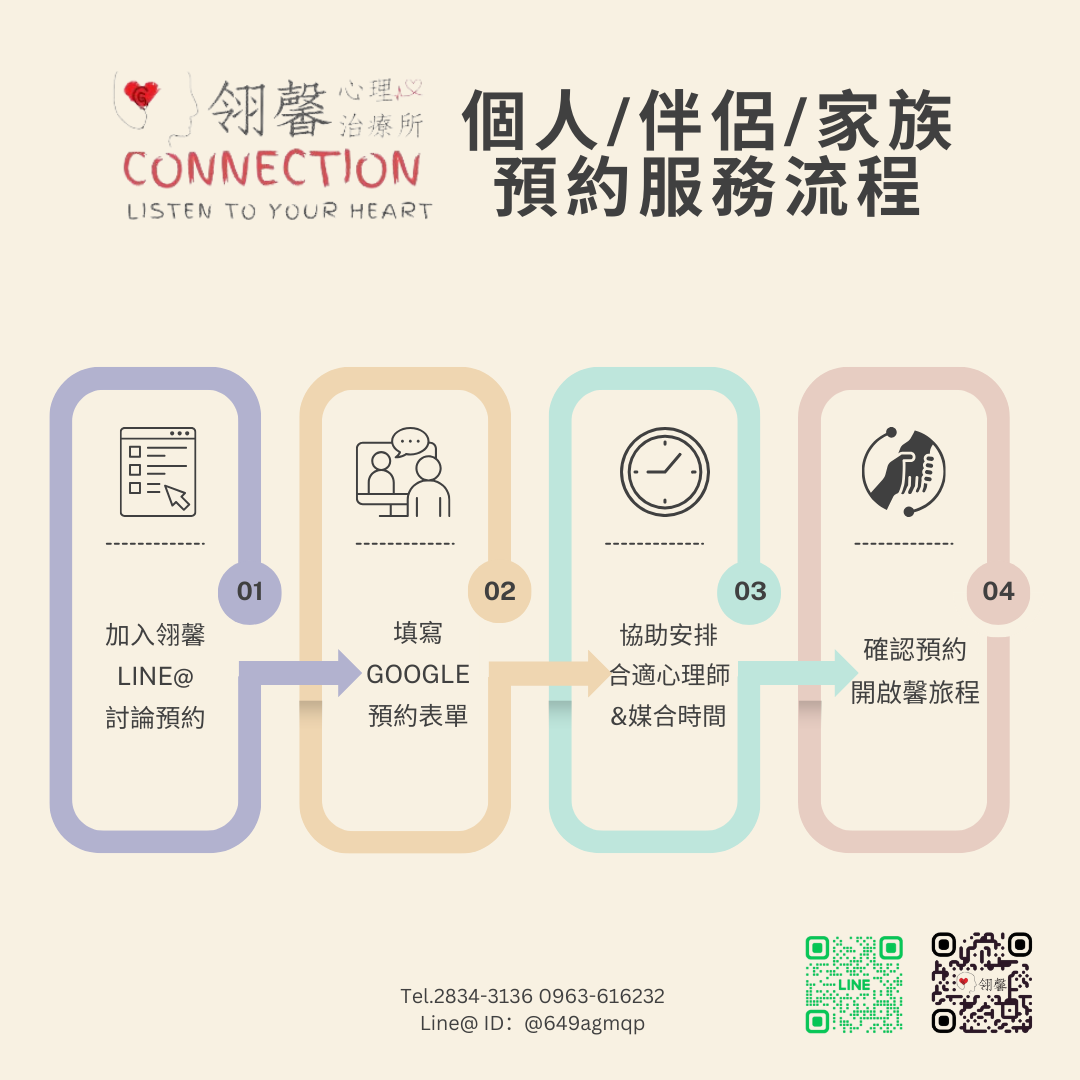 翎馨
心理
治療所
CONNECTION
LISTEN TO YOUR HEART
個人/伴侶/家族
預約服務流程
01
加入翎馨
LINE@
討論預約
02
填寫
GOOGLE
預約表單
03
協助安排
合適心理師
&媒合時間
04
確認預約
開啟馨旅程
Tel.2834-3136 0963-616232
Line@ ID：@649agmqp
LINE
翎馨